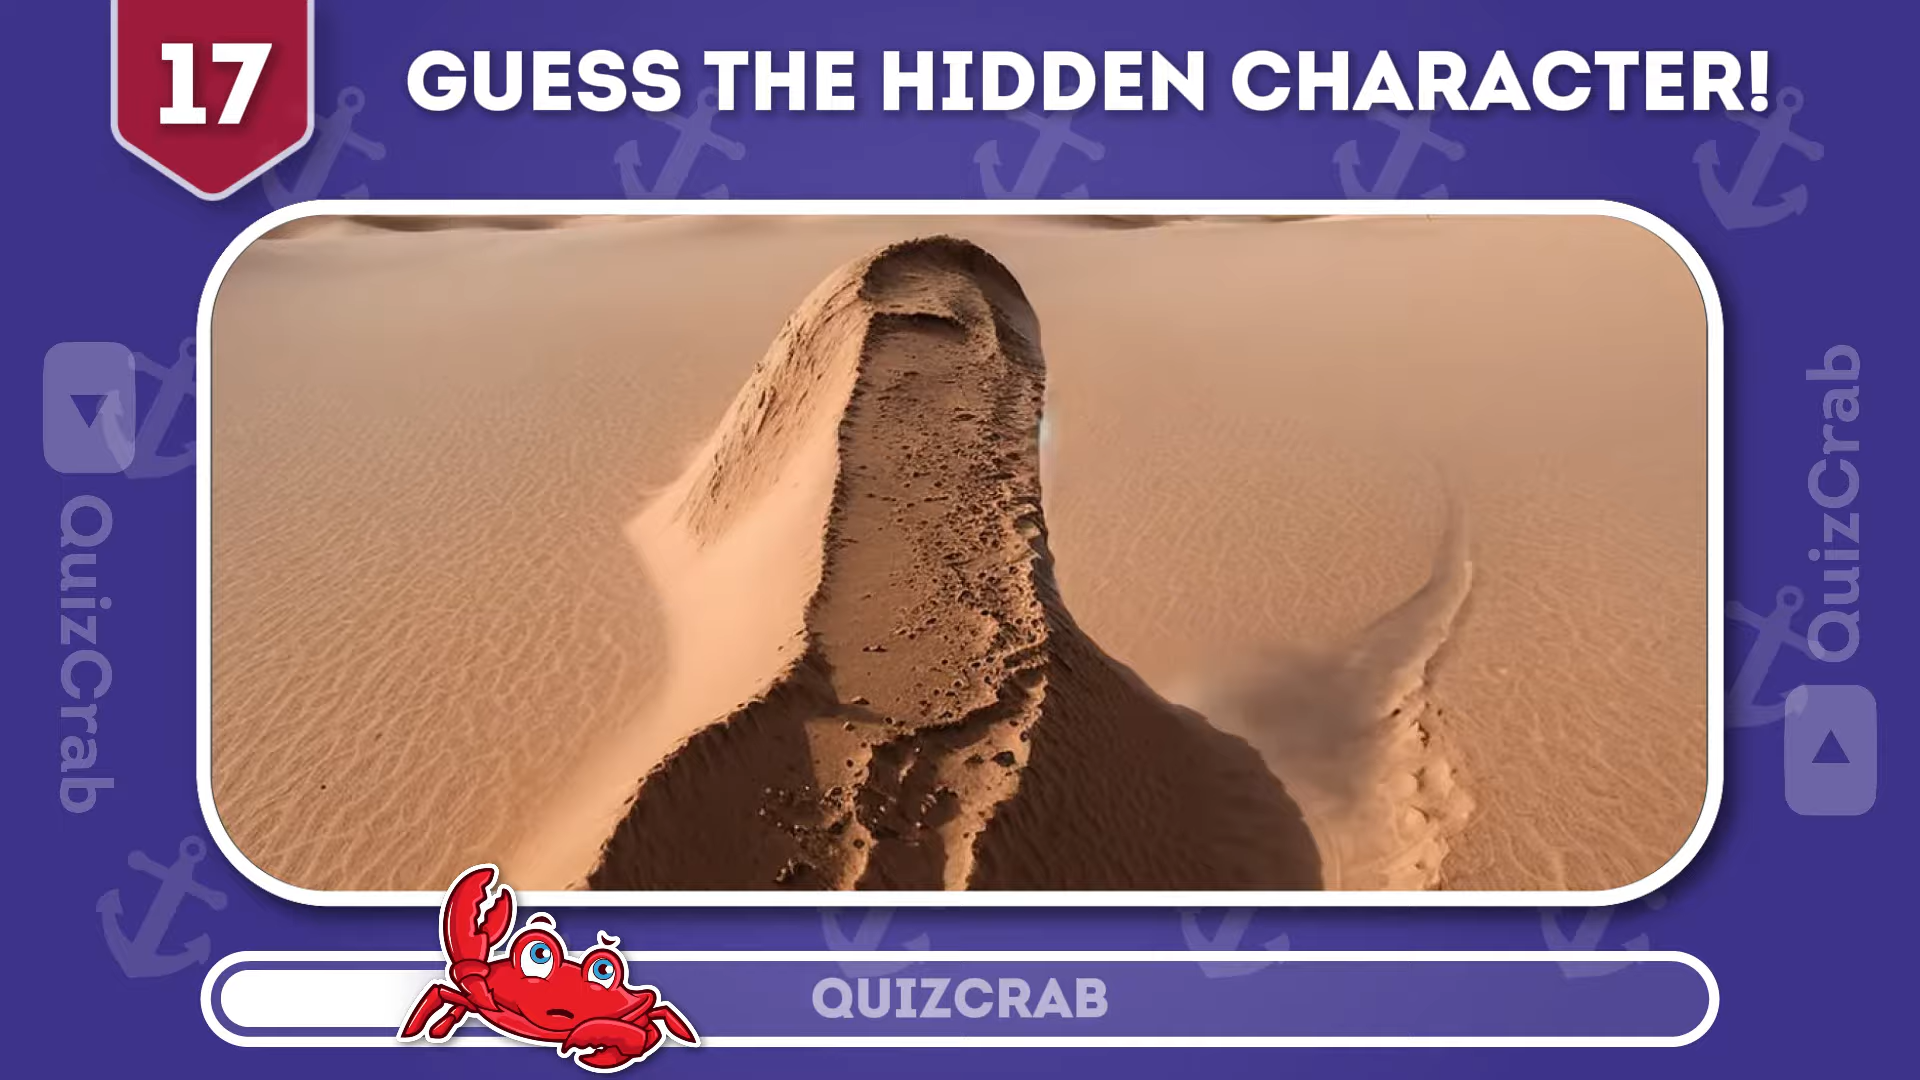 17
GUESS THE HIDDEN CHARACTER!
QuizCrab
QuizCrab
QUIZCRAB